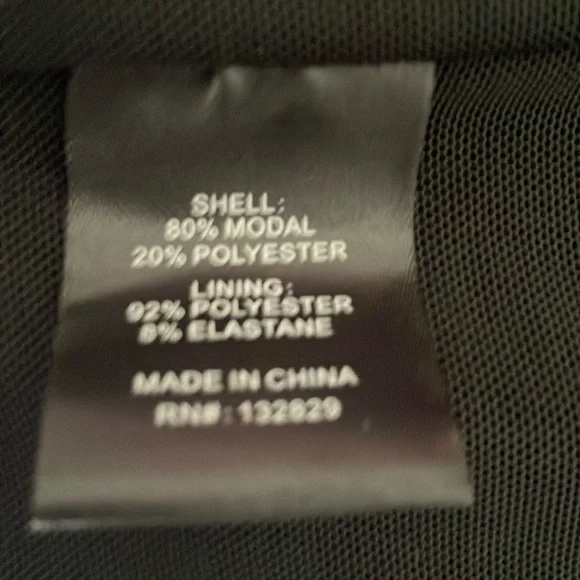 SHELL:
80% MODAL
20% POLYESTER
LINING:
92% POLYESTER
8% ELASTANE
MADE IN CHINA
RN#: 132829